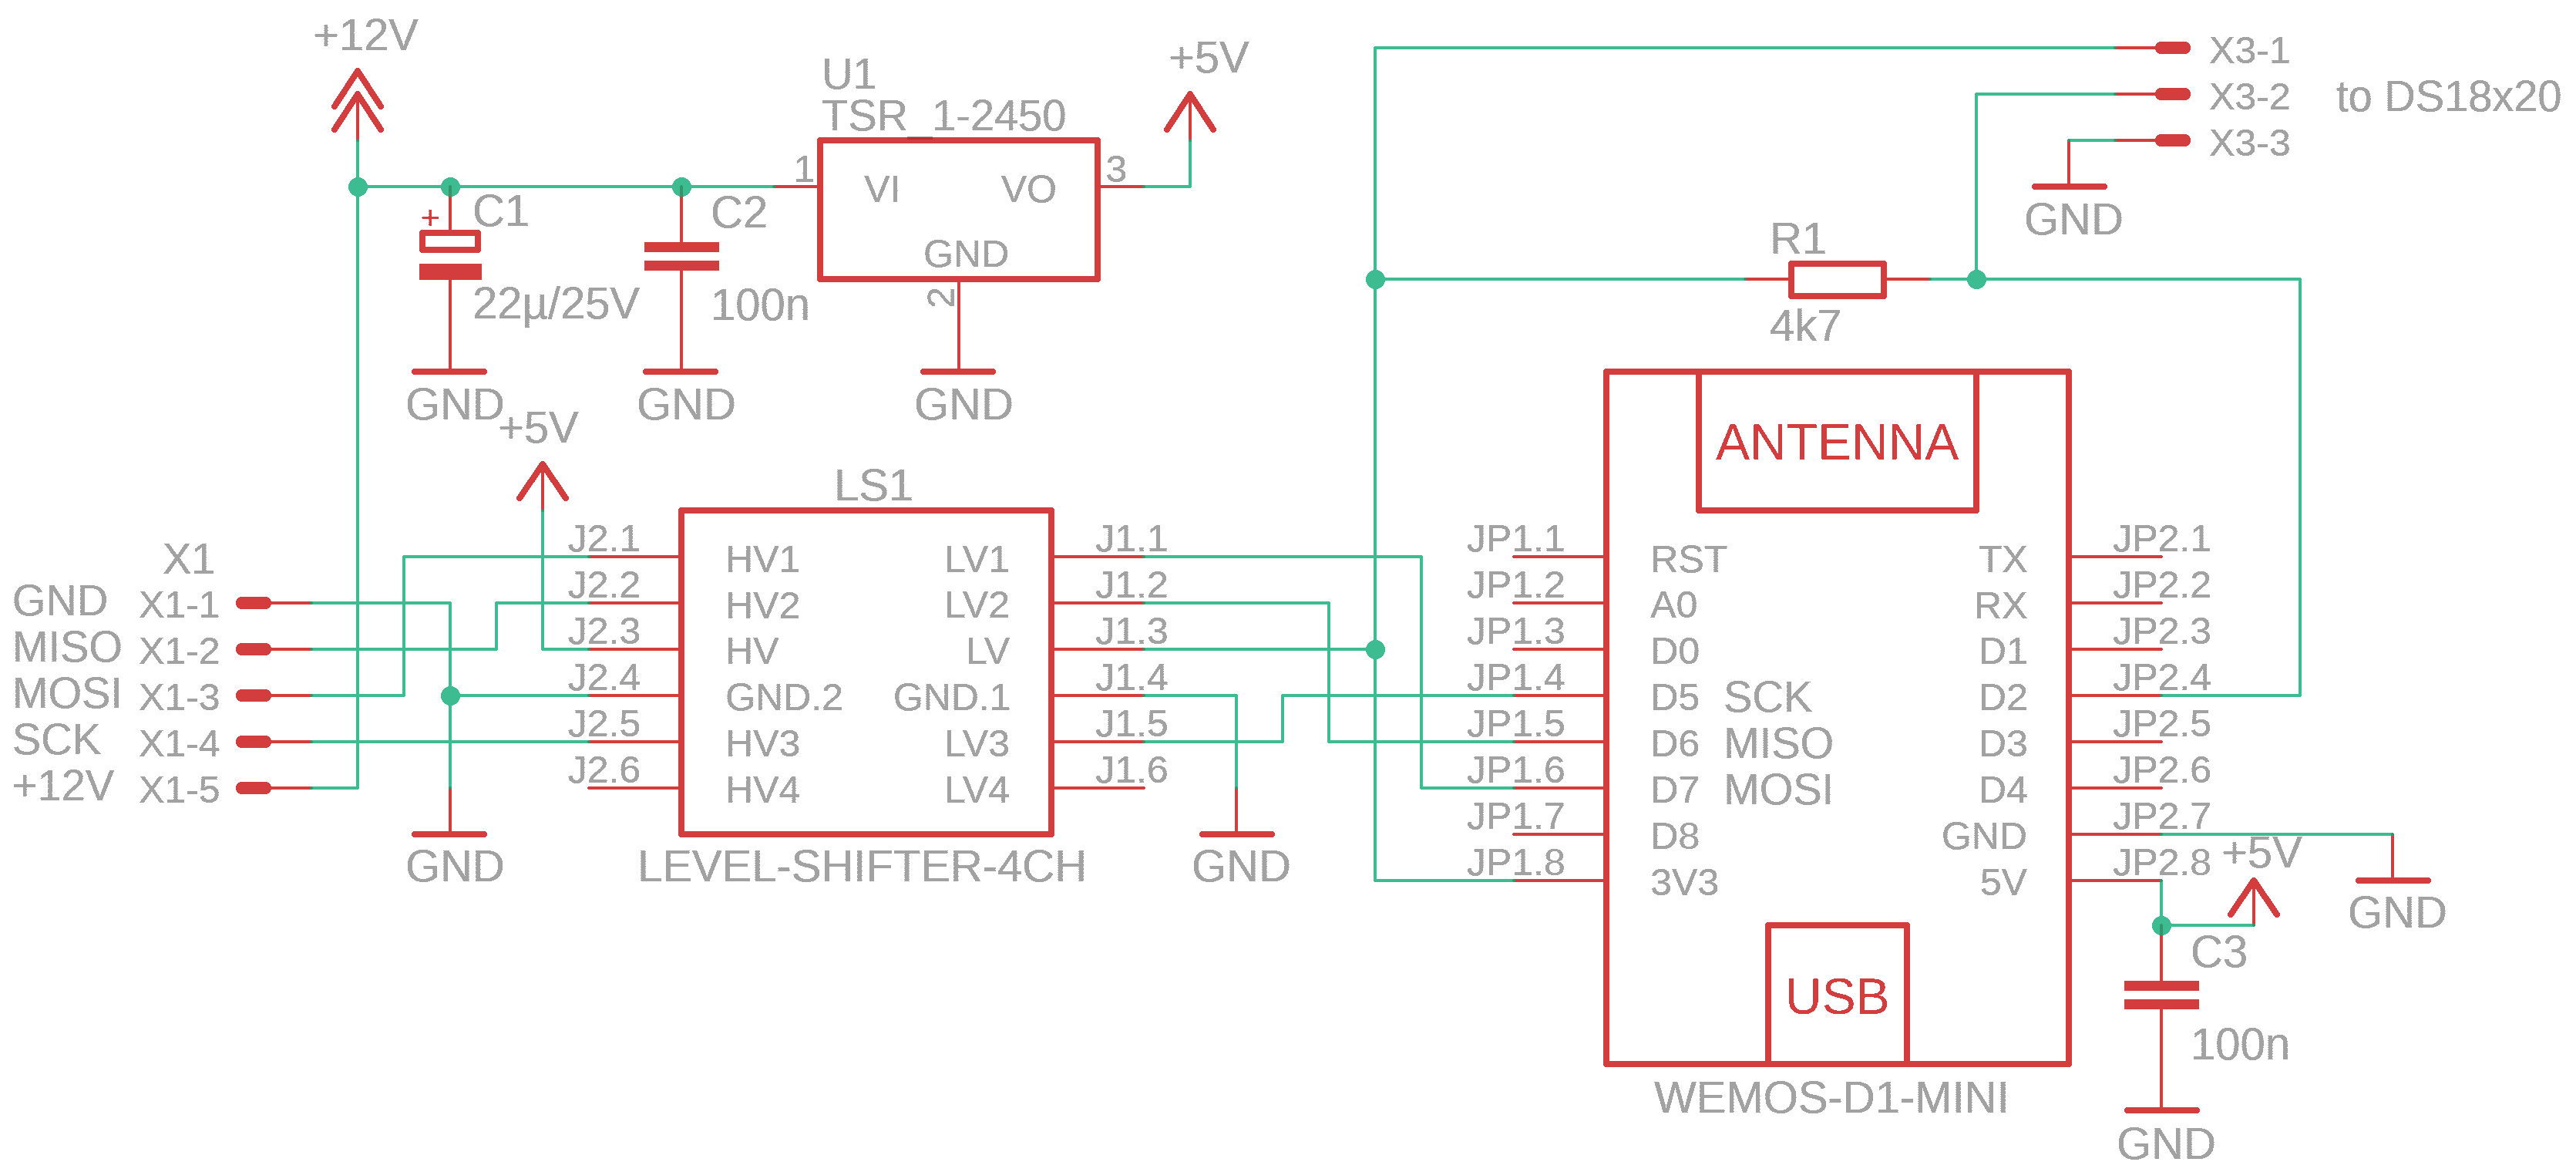 +12V
U1
TSR_1-2450
+5V
1
VI
VO
3
GND
2
C1
22µ/25V
C2
100n
GND
GND
GND
X3-1
X3-2
to DS18x20
X3-3
GND
R1
4k7
+5V
LS1
J2.1
HV1
LV1
J1.1
J2.2
HV2
LV2
J1.2
J2.3
HV
LV
J1.3
J2.4
GND.2
GND.1
J1.4
J2.5
HV3
LV3
J1.5
J2.6
HV4
LV4
J1.6
LEVEL-SHIFTER-4CH
X1
GND X1-1
MISO X1-2
MOSI X1-3
SCK X1-4
+12V X1-5
GND
GND
ANTENNA
JP1.1
RST
TX
JP2.1
JP1.2
A0
RX
JP2.2
JP1.3
D0
D1
JP2.3
JP1.4
D5 SCK
D2
JP2.4
JP1.5
D6 MISO
D3
JP2.5
JP1.6
D7 MOSI
D4
JP2.6
JP1.7
D8
GND
JP2.7
JP1.8
3V3
5V
JP2.8
+5V
GND
USB
WEMOS-D1-MINI
C3
100n
GND